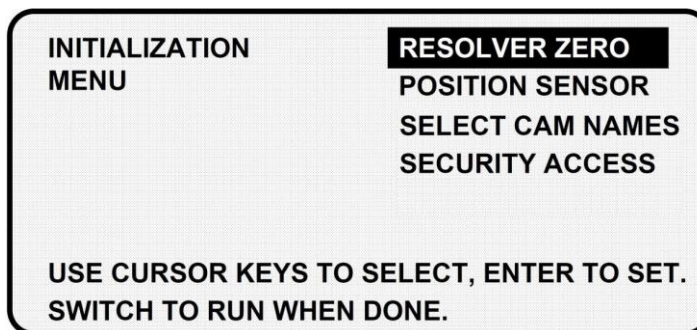 INITIALIZATION
MENU
RESOLVER ZERO
POSITION SENSOR
SELECT CAM NAMES
SECURITY ACCESS
USE CURSOR KEYS TO SELECT, ENTER TO SET.
SWITCH TO RUN WHEN DONE.